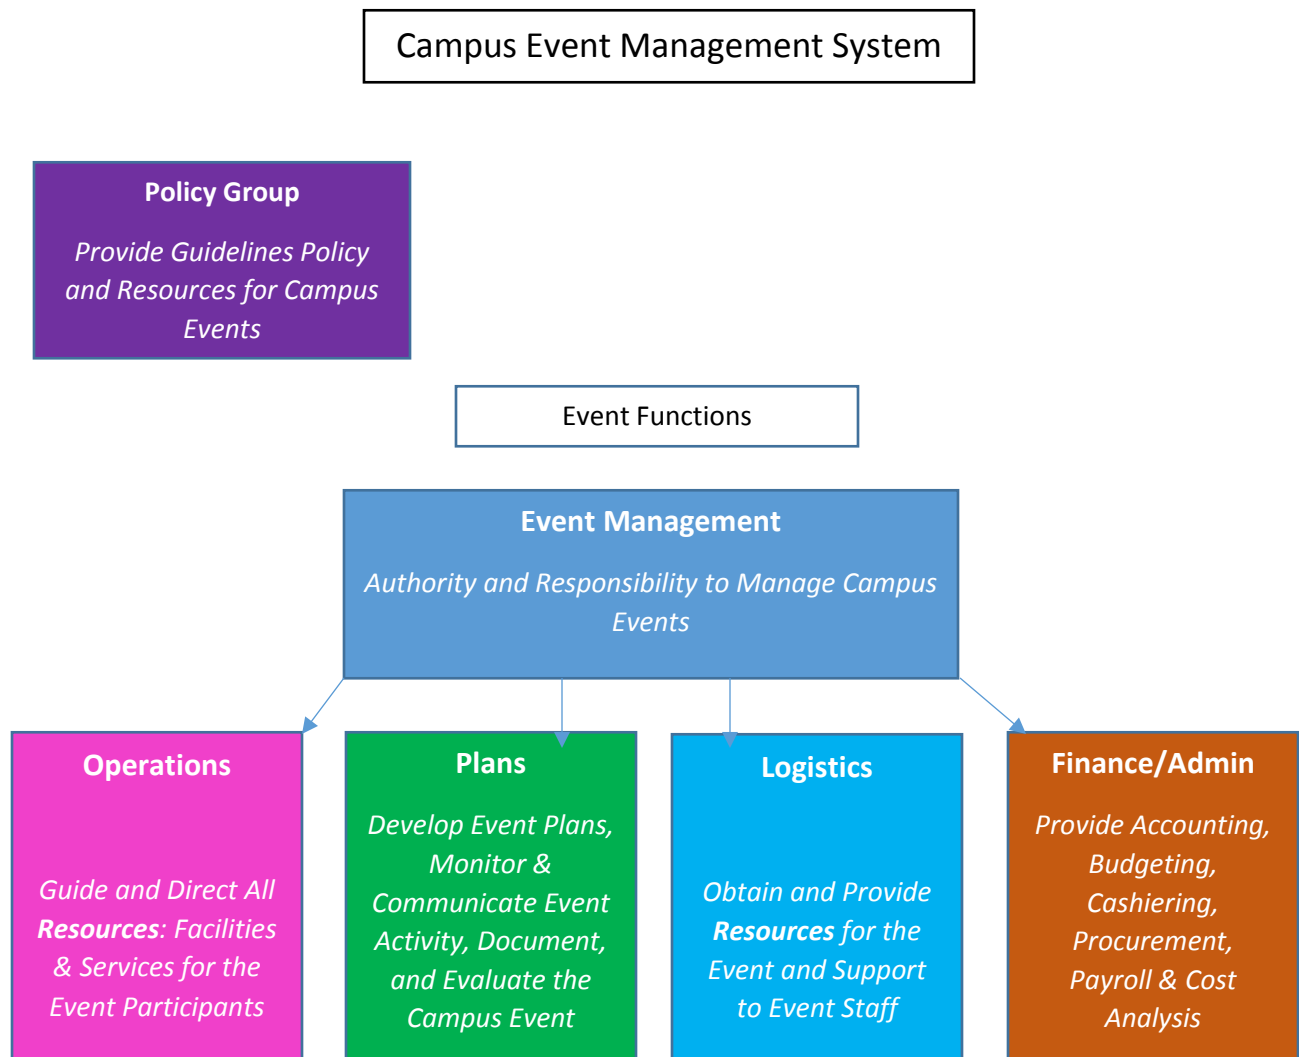 Campus Event Management System
Policy Group
Provide Guidelines Policy
and Resources for Campus
Events
Event Functions
Event Management
Authority and Responsibility to Manage Campus
Events
Operations
Guide and Direct All
Resources: Facilities
& Services for the
Event Participants
Plans
Develop Event Plans,
Monitor &
Communicate Event
Activity, Document,
and Evaluate the
Campus Event
Logistics
Obtain and Provide
Resources for the
Event and Support
to Event Staff
Finance/Admin
Provide Accounting,
Budgeting,
Cashiering,
Procurement,
Payroll & Cost
Analysis